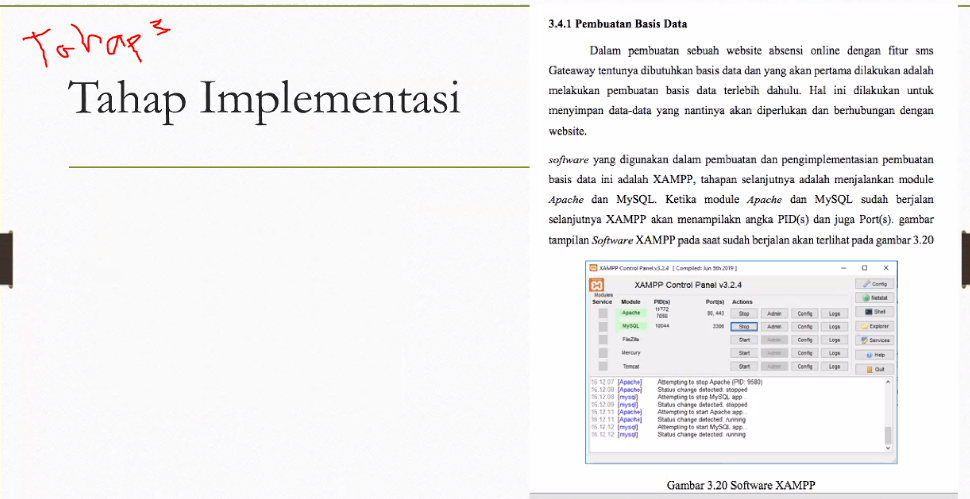 Tahap 3
Tahap Implementasi
3.4.1 Pembuatan Basis Data
Dalam pembuatan sebuah website absensi online dengan fitur sms
Gateaway tentunya dibutuhkan basis data dan yang akan pertama dilakukan adalah
melakukan pembuatan basis data terlebih dahulu. Hal ini dilakukan untuk
menyimpan data-data yang nantinya akan diperlukan dan berhubungan dengan
website.
software yang digunakan dalam pembuatan dan pengimplementasian pembuatan
basis data ini adalah XAMPP, tahapan selanjutnya adalah menjalankan module
Apache dan MySQL. Ketika module Apache dan MySQL sudah berjalan
selanjutnya XAMPP akan menampilakn angka PID(s) dan juga Port(s). gambar
tampilan Software XAMPP pada saat sudah berjalan akan terlihat pada gambar 3.20
XAMPP Control Panel v3.2.4 [ Compiled: Jun 5th 2019 ]
XAMPP Control Panel v3.2.4
Config
Modules
Service Module PID(s) Port(s) Actions
Netstat
Apache 11772 7656 80, 443 Stop Admin Config Logs
Shell
MySQL 10044 3306 Stop Admin Config Logs
Explorer
FileZilla Start Admin Config Logs
Services
Mercury Start Admin Config Logs
Help
Tomcat Start Admin Config Logs
Quit
16.12.07 [Apache] Attempting to stop Apache (PID: 9580)
16.12.08 [Apache] Status change detected: stopped
16.12.08 [mysql] Attempting to stop MySQL app...
16.12.09 [mysql] Status change detected: stopped
16.12.11 [Apache] Attempting to start Apache app...
16.12.11 [Apache] Status change detected: running
16.12.12 [mysql] Attempting to start MySQL app...
16.12.12 [mysql] Status change detected: running
Gambar 3.20 Software XAMPP